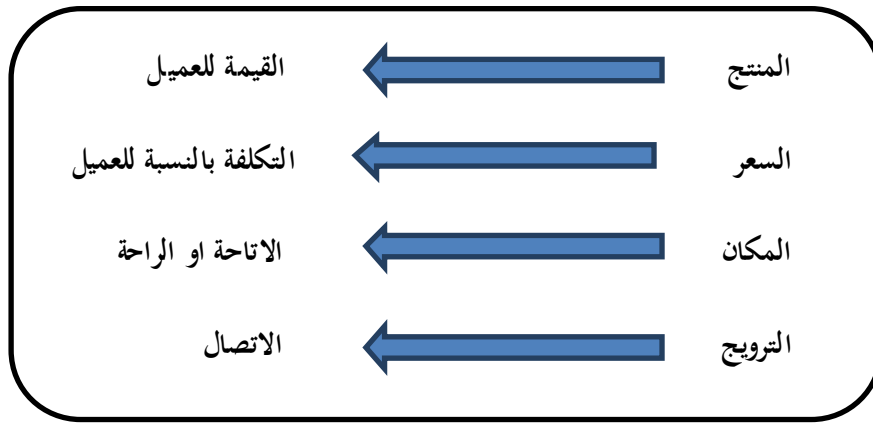 المنتج القيمة للعميل
السعر التكلفة بالنسبة للعميل
المكان الاتاحة او الراحة
الترويج الاتصال